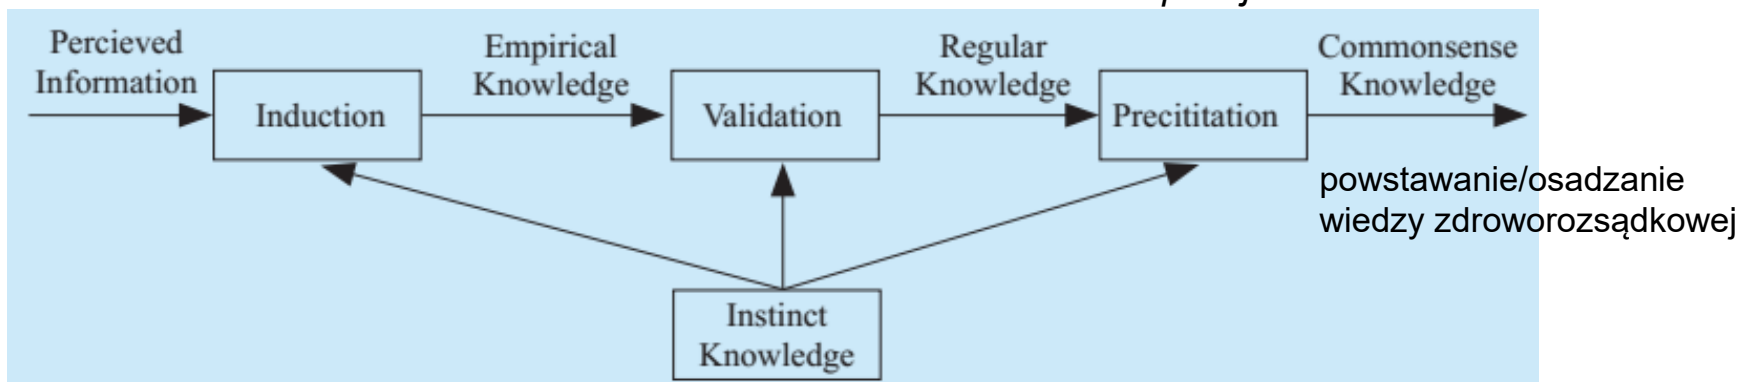 Percieved
Information
Induction
Empirical
Knowledge
Validation
Regular
Knowledge
Precititation
Commonsense
Knowledge
powstawanie/osadzanie
wiedzy zdroworozsądkowej
Instinct
Knowledge